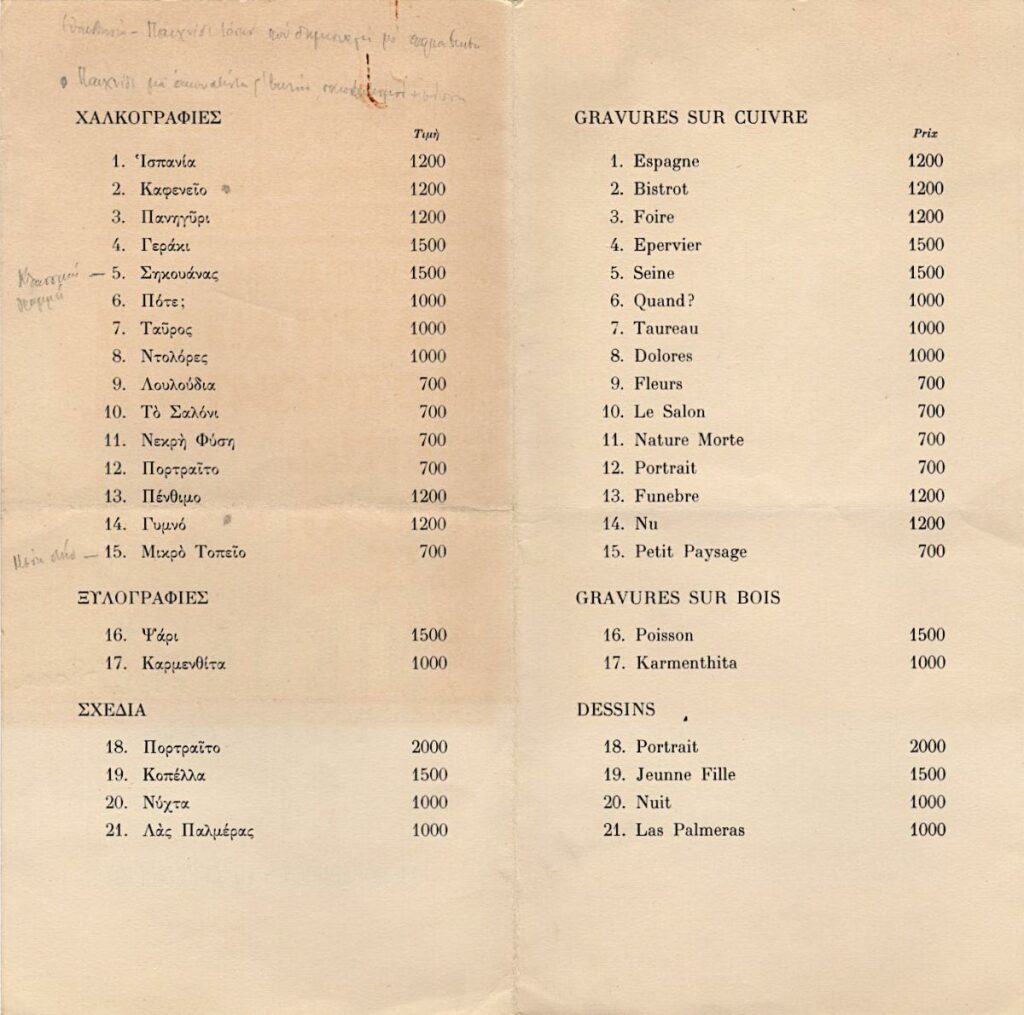 ΧΑΛΚΟΓΡΑΦΙΕΣ
Τιμὴ
1. Ἱσπανία 1200
2. Καφενεῖο 1200
3. Πανηγῦρι 1200
4. Γεράκι 1500
5. Σηκουάνας 1500
6. Πότε; 1000
7. Ταῦρος 1000
8. Ντολόρες 1000
9. Λουλούδια 700
10. Τὸ Σαλόνι 700
11. Νεκρὴ Φύση 700
12. Πορτραῖτο 700
13. Πένθιμο 1200
14. Γυμνό 1200
15. Μικρὸ Τοπεῖο 700
ΞΥΛΟΓΡΑΦΙΕΣ
16. Ψάρι 1500
17. Καρμενθίτα 1000
ΣΧΕΔΙΑ
18. Πορτραῖτο 2000
19. Κοπέλλα 1500
20. Νύχτα 1000
21. Λὰς Παλμέρας 1000
GRAVURES SUR CUIVRE
Prix
1. Espagne 1200
2. Bistrot 1200
3. Foire 1200
4. Epervier 1500
5. Seine 1500
6. Quand? 1000
7. Taureau 1000
8. Dolores 1000
9. Fleurs 700
10. Le Salon 700
11. Nature Morte 700
12. Portrait 700
13. Funebre 1200
14. Nu 1200
15. Petit Paysage 700
GRAVURES SUR BOIS
16. Poisson 1500
17. Karmenthita 1000
DESSINS
18. Portrait 2000
19. Jeunne Fille 1500
20. Nuit 1000
21. Las Palmeras 1000